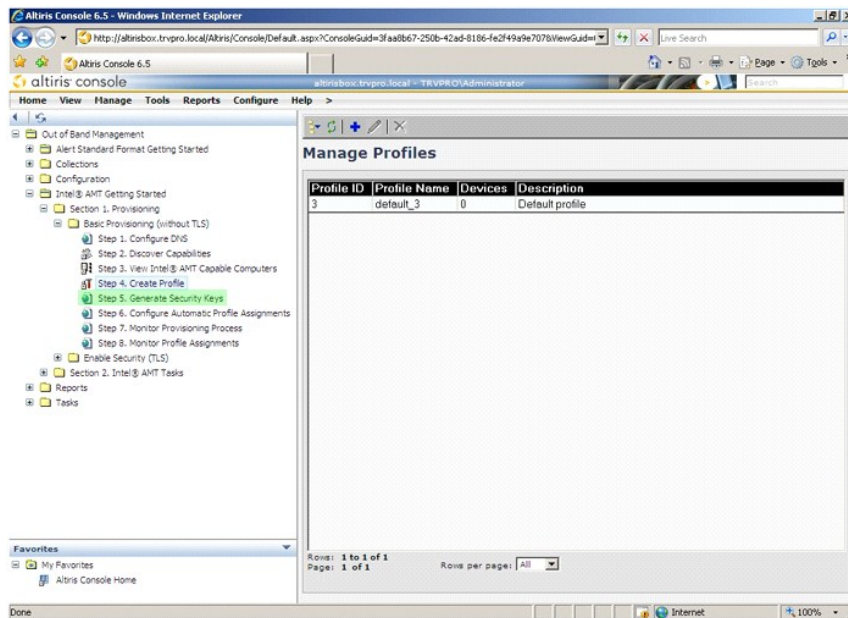 Altiris Console 6.5 - Windows Internet Explorer
http://altirisbox.trvpro.local/Altiris/Console/Default.aspx?ConsoleGuid=3faa8b67-250b-42ad-8186-fe2f49a9e707&ViewGuid=
Live Search
Altiris Console 6.5
Page
Tools
altiris console
altirisbox.trvpro.local - TRVPRO\Administrator
Search
Home View Manage Tools Reports Configure Help >
Out of Band Management
Alert Standard Format Getting Started
Collections
Configuration
Intel® AMT Getting Started
Section 1. Provisioning
Basic Provisioning (without TLS)
Step 1. Configure DNS
Step 2. Discover Capabilities
Step 3. View Intel® AMT Capable Computers
Step 4. Create Profile
Step 5. Generate Security Keys
Step 6. Configure Automatic Profile Assignments
Step 7. Monitor Provisioning Process
Step 8. Monitor Profile Assignments
Enable Security (TLS)
Section 2. Intel® AMT Tasks
Reports
Tasks
Manage Profiles
Profile ID Profile Name Devices Description
3 default_3 0 Default profile
Rows: 1 to 1 of 1
Page: 1 of 1
Rows per page: All
Favorites
My Favorites
Altiris Console Home
Done
Internet
100%